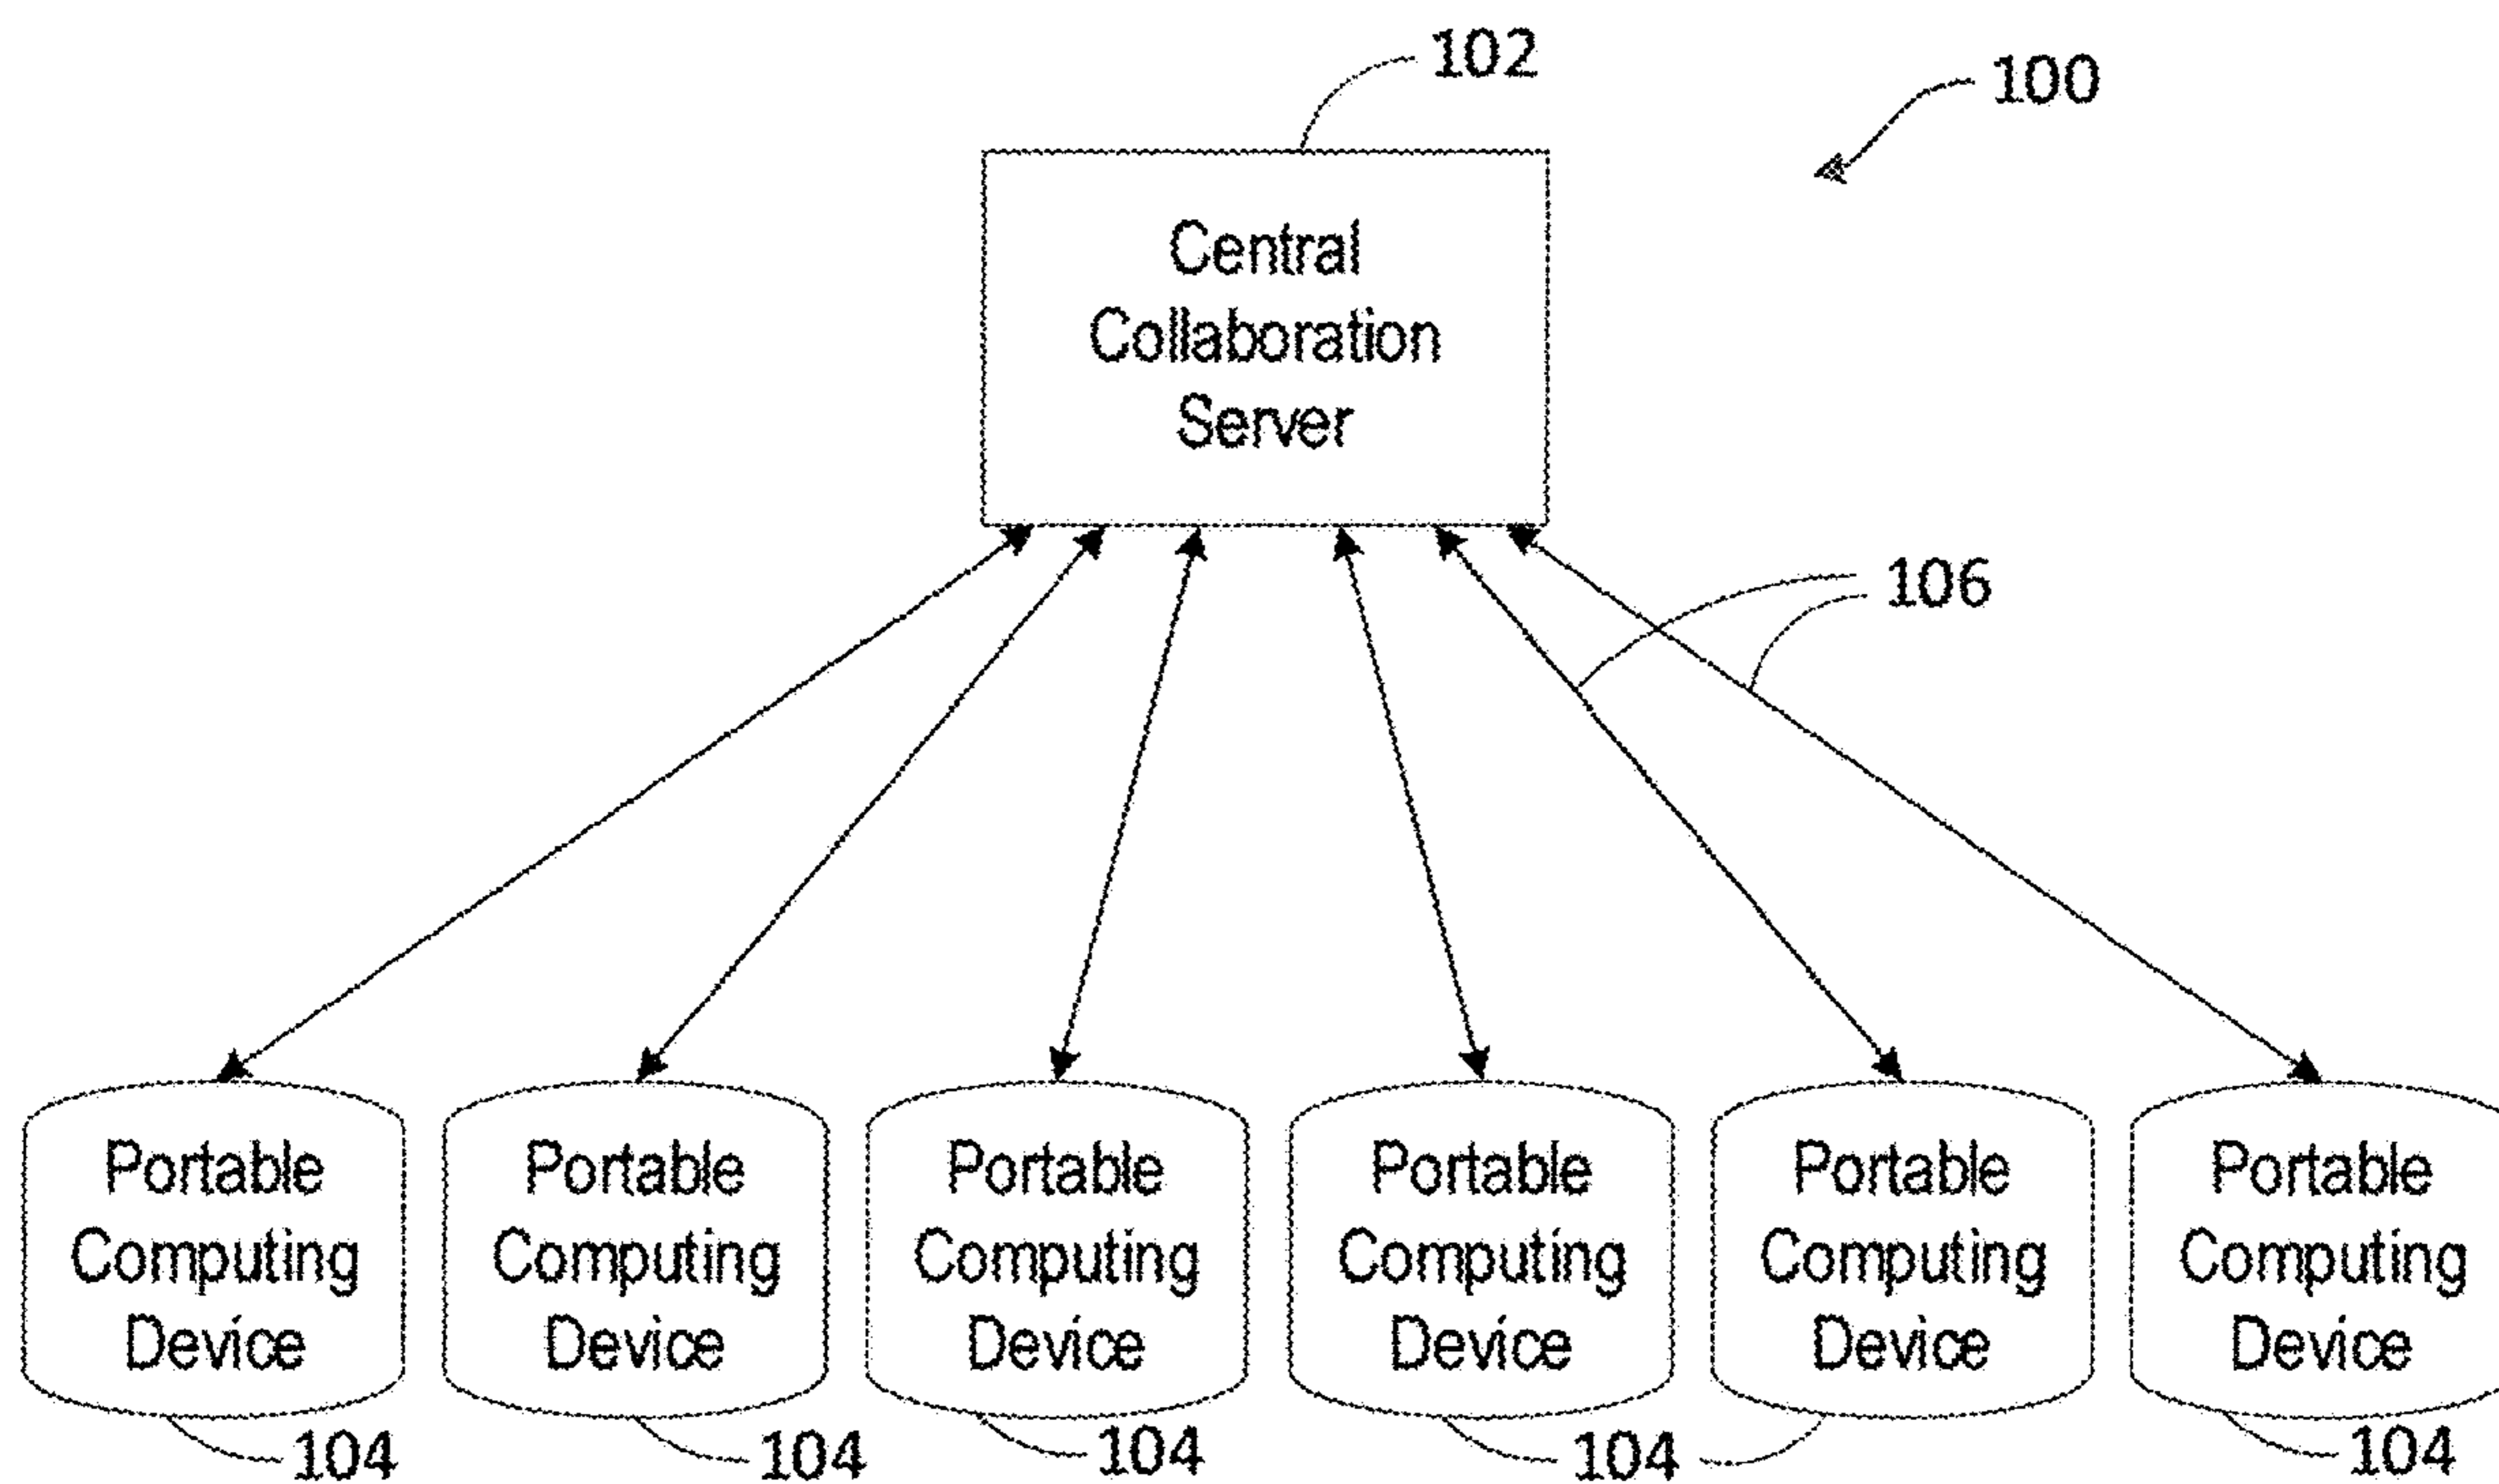 102
100
Central
Collaboration
Server
106
Portable Portable Portable Portable Portable Portable
Computing Computing Computing Computing Computing Computing
Device Device Device Device Device Device
104 104 104 104 104